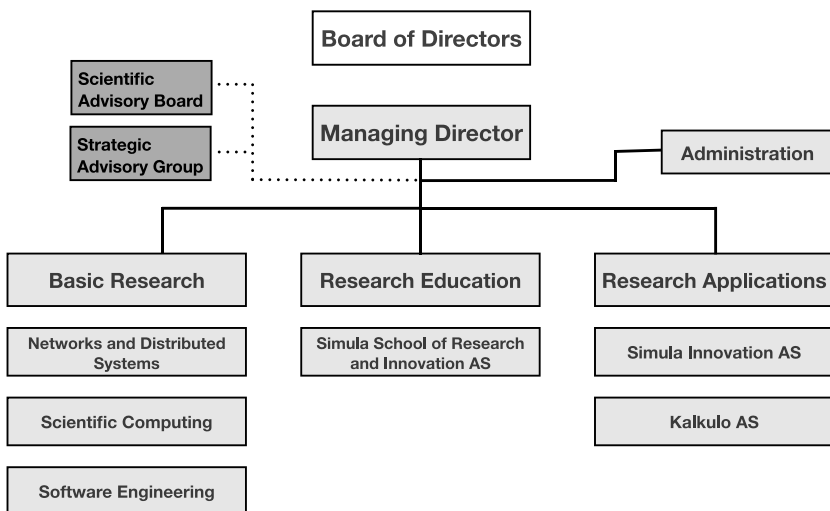 Board of Directors
Scientific
Advisory Board
Managing Director
Strategic
Advisory Group
Administration
Basic Research
Research Education
Research Applications
Networks and Distributed
Systems
Simula School of Research
and Innovation AS
Simula Innovation AS
Scientific Computing
Kalkulo AS
Software Engineering